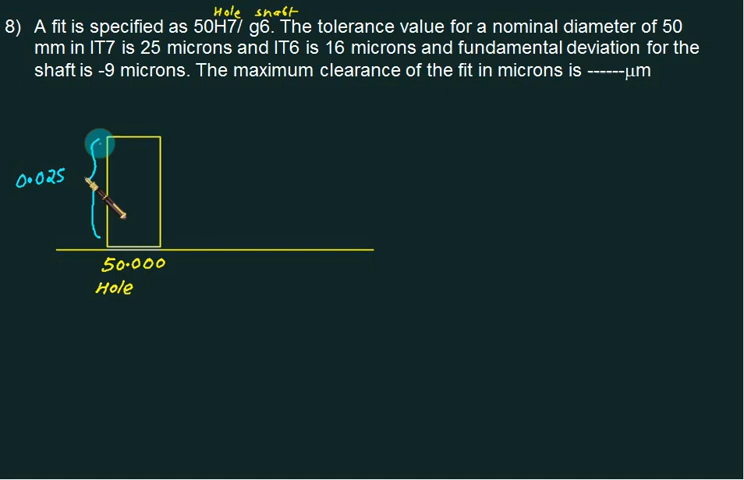 Hole shaft
8) A fit is specified as 50H7/ g6. The tolerance value for a nominal diameter of 50
mm in IT7 is 25 microns and IT6 is 16 microns and fundamental deviation for the
shaft is -9 microns. The maximum clearance of the fit in microns is ------μm
0.025
50.000
Hole